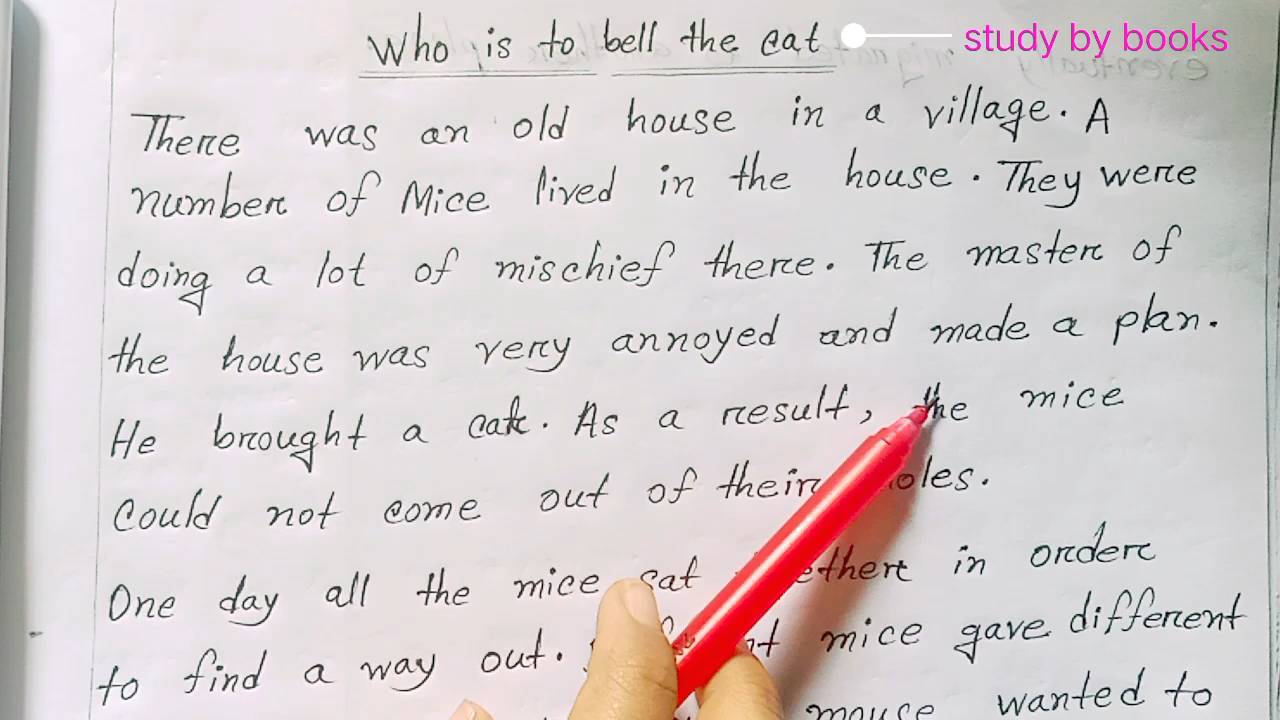 Who is to bell the cat study by books
There was an old house in a village. A
number of Mice lived in the house. They were
doing a lot of mischief there. The master of
the house was very annoyed and made a plan.
He brought a cat. As a result, the mice
Could not come out of their holes.
One day all the mice sat in order
to find a way out. mice gave different
mouse wanted to